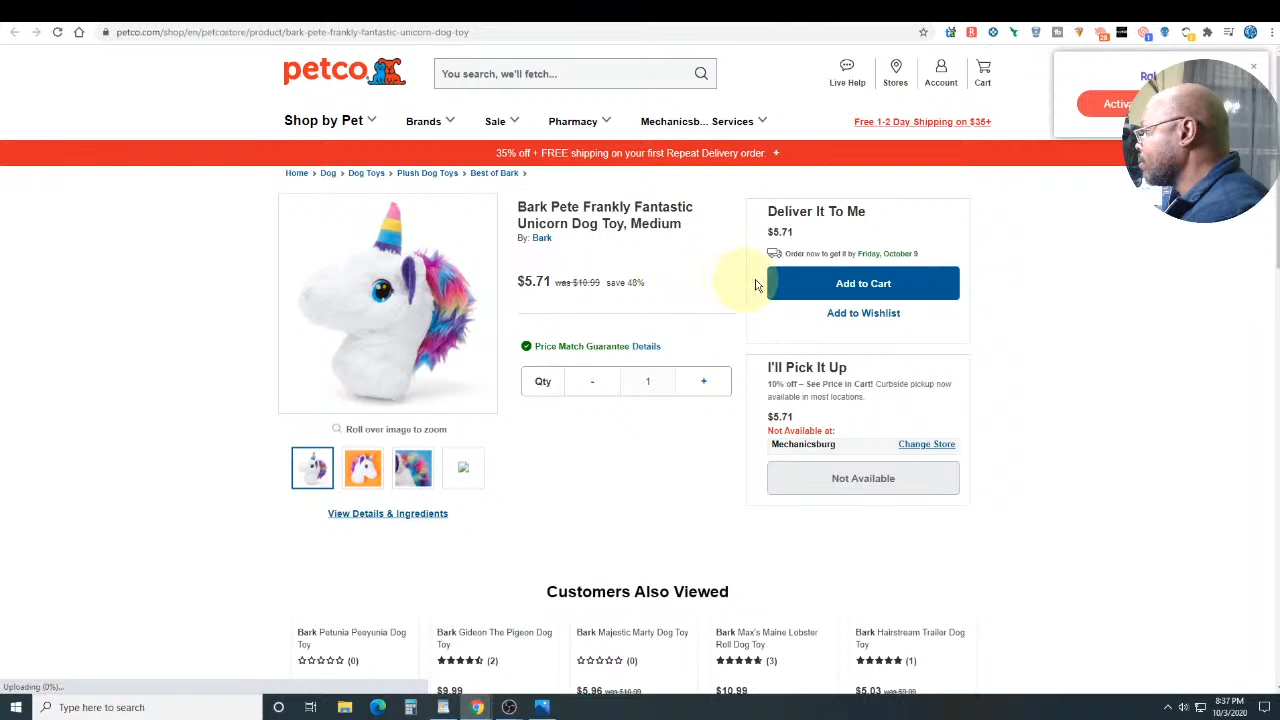 petco.com/shop/en/petcostore/product/bark-pete-frankly-fantastic-unicorn-dog-toy
petco
You search, we'll fetch...
Live Help
Stores
Account
Cart
Shop by Pet
Brands
Sale
Pharmacy
Mechanicsb... Services
Free 1-2 Day Shipping on $35+
Activa
35% off + FREE shipping on your first Repeat Delivery order. +
Home > Dog > Dog Toys > Plush Dog Toys > Best of Bark >
Bark Pete Frankly Fantastic
Unicorn Dog Toy, Medium
By: Bark
$5.71 was $10.99 save 48%
Price Match Guarantee Details
Qty - 1 +
Roll over image to zoom
View Details & Ingredients
Deliver It To Me
$5.71
Order now to get it by Friday, October 9
Add to Cart
Add to Wishlist
I'll Pick It Up
10% off – See Price in Cart! Curbside pickup now
available in most locations.
$5.71
Not Available at:
Mechanicsburg Change Store
Not Available
Customers Also Viewed
Bark Petunia Peeyunia Dog
Toy
(0)
Bark Gideon The Pigeon Dog
Toy
(2)
$9.99
Bark Majestic Marty Dog Toy
(0)
$5.96 was $10.99
Bark Max's Maine Lobster
Roll Dog Toy
(3)
$10.99
Bark Hairstream Trailer Dog
Toy
(1)
$5.03 was $9.99
Uploading (0%)...
Type here to search
8:37 PM
10/3/2020